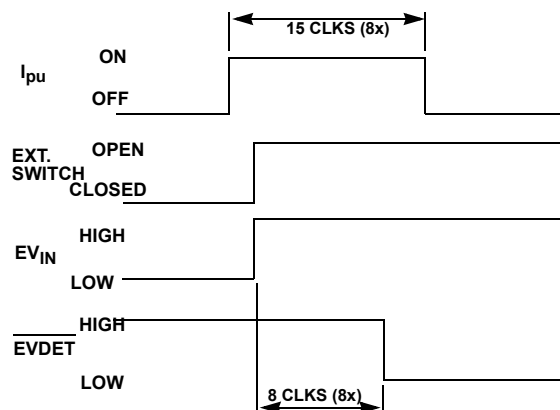 15 CLKS (8x)
Ipu
ON
OFF
EXT.
SWITCH
OPEN
CLOSED
EVIN
HIGH
LOW
EVDET
HIGH
LOW
8 CLKS (8x)